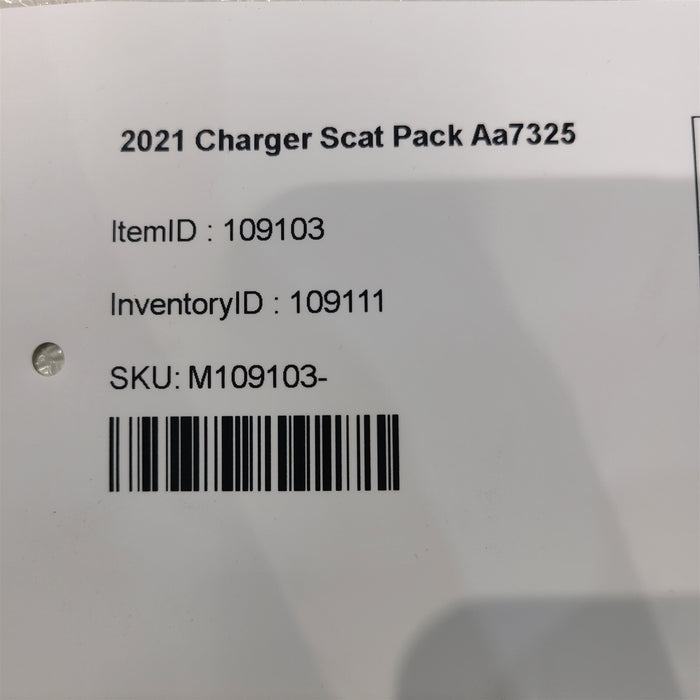 2021 Charger Scat Pack Aa7325
ItemID : 109103
InventoryID : 109111
SKU: M109103-